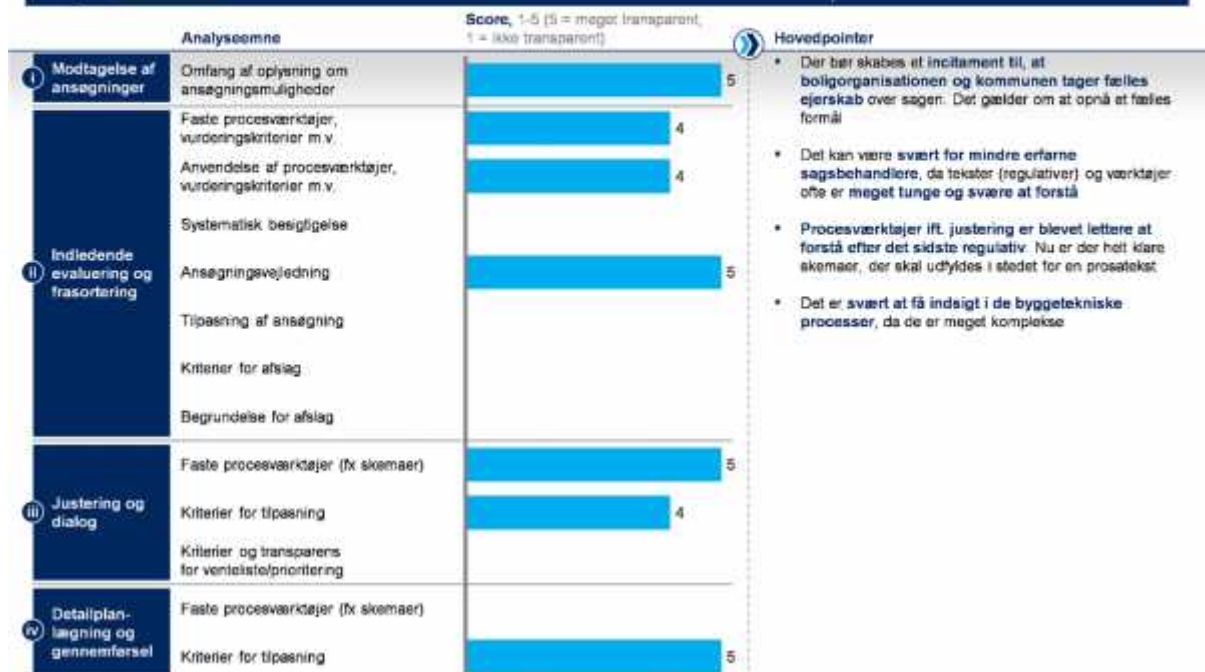 Analyseemne
Score, 1-5 (5 = meget transparent,
1 = ikke transparent)
Hovedpointer
i
Modtagelse af
ansøgninger
Omfang af oplysning om
ansøgningsmuligheder
5
ii
Indledende
evaluering og
frasortering
Faste procesværktøjer,
vurderingskriterier m.v.
4
Anvendelse af procesværktøjer,
vurderingskriterier m.v.
4
Systematisk besigtigelse
Ansøgningsvejledning
5
Tilpasning af ansøgning
Kriterier for afslag
Begrundelse for afslag
iii
Justering og
dialog
Faste procesværktøjer (fx skemaer)
5
Kriterier for tilpasning
4
Kriterier og transparens
for venteliste/prioritering
iv
Detailplan-
lægning og
gennemførsel
Faste procesværktøjer (fx skemaer)
Kriterier for tilpasning
5
• Der bør skabes et incitament til, at
boligorganisationen og kommunen tager fælles
ejerskab over sagen. Det gælder om at opnå et fælles
formål
• Det kan være svært for mindre erfarne
sagsbehandlere, da tekster (regulativer) og værktøjer
ofte er meget tunge og svære at forstå
• Procesværktøjer ift. justering er blevet lettere at
forstå efter det sidste regulativ. Nu er der helt klare
skemaer, der skal udfyldes i stedet for en prosatekst
• Det er svært at få indsigt i de byggetekniske
processer, da de er meget komplekse